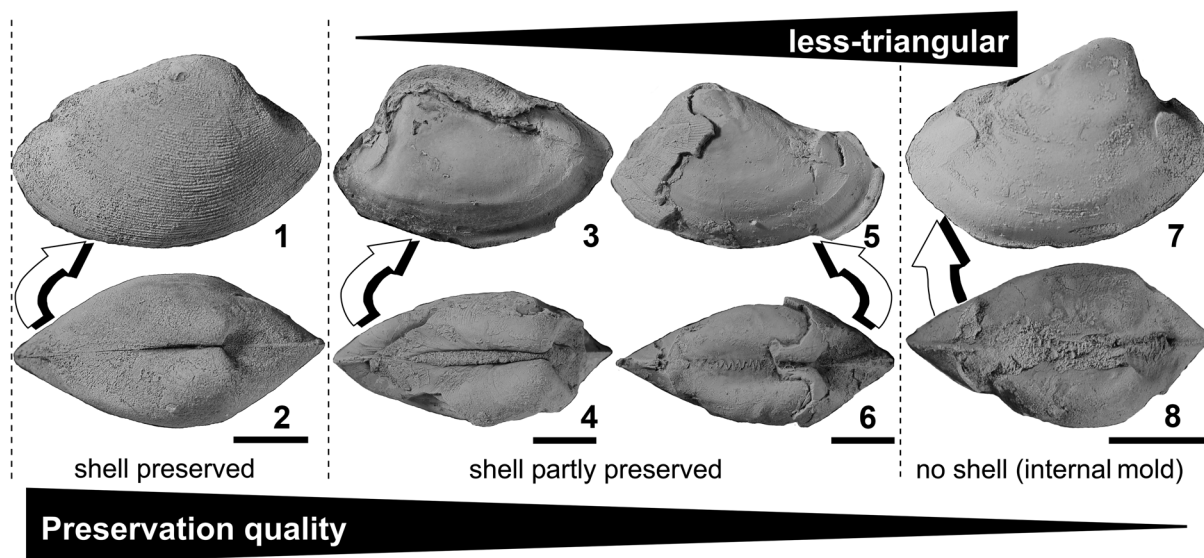 less-triangular
1
3
5
7
2
4
6
8
shell preserved
shell partly preserved
no shell (internal mold)
Preservation quality